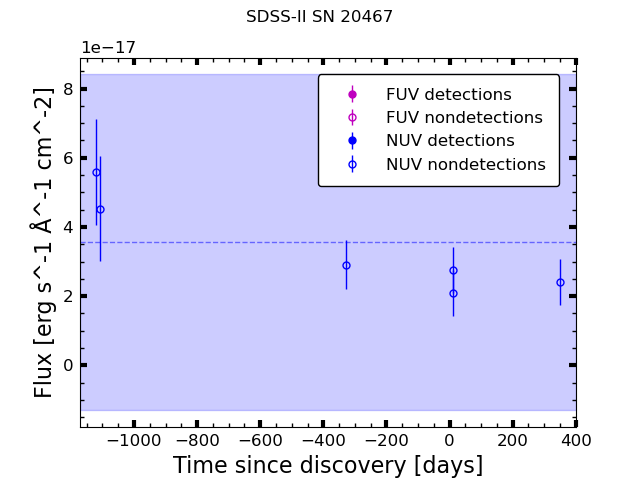 SDSS-II SN 20467
1e−17
FUV detections
FUV nondetections
NUV detections
NUV nondetections
8
6
4
2
0
Flux [erg s^-1 Å^-1 cm^-2]
−1000 −800 −600 −400 −200 0 200 400
Time since discovery [days]